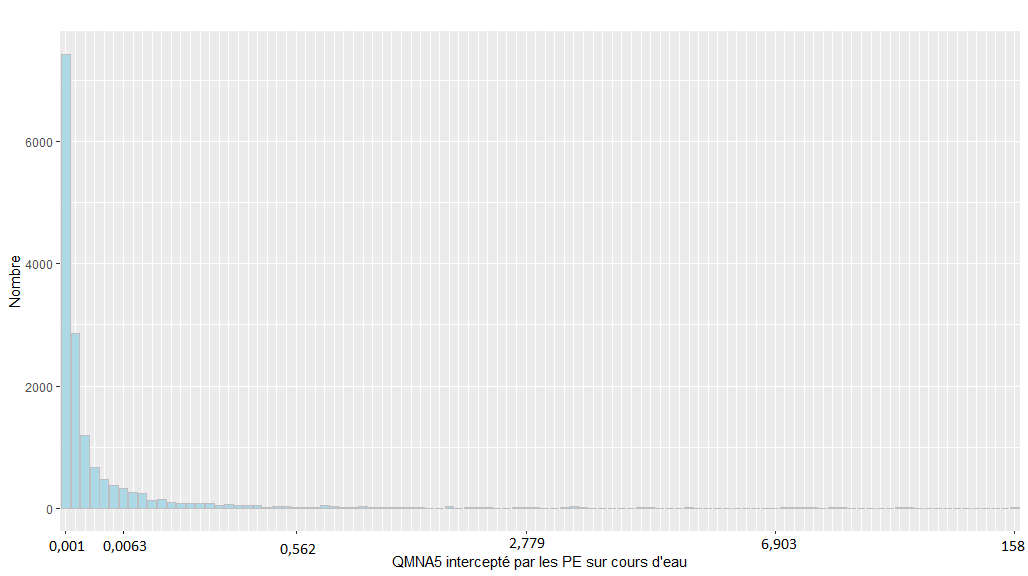 6000
4000
2000
0
Nombre
0,001 0,0063 0,562 2,779 6,903 158
QMNA5 intercepté par les PE sur cours d'eau